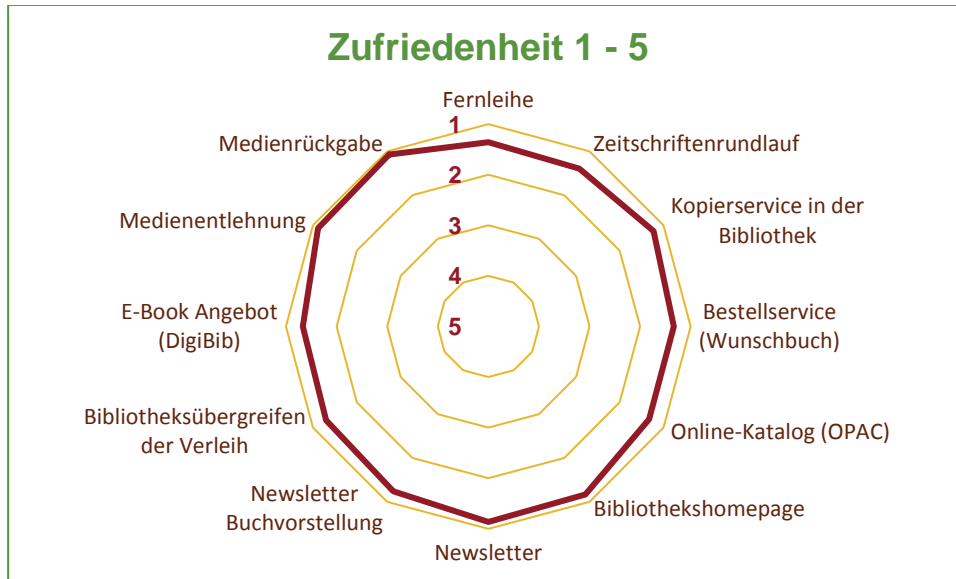 Zufriedenheit 1 - 5
Fernleihe
Zeitschriftenrundlauf
Kopierservice in der
Bibliothek
Bestellservice
(Wunschbuch)
Online-Katalog (OPAC)
Bibliothekshomepage
Newsletter
Newsletter
Buchvorstellung
Bibliotheksübergreifen
der Verleih
E-Book Angebot
(DigiBib)
Medienentlehnung
Medienrückgabe
1
2
3
4
5